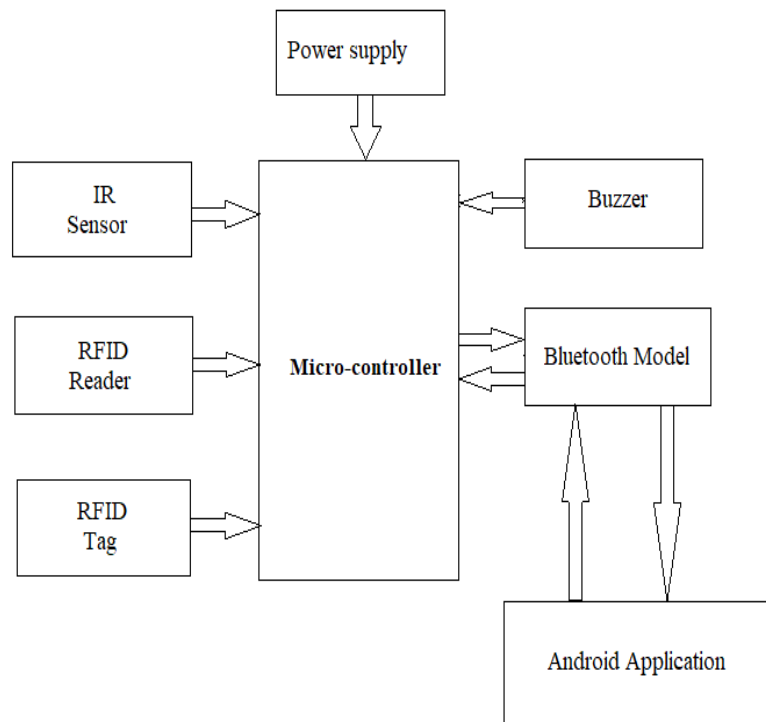 Power supply
IR
Sensor
Buzzer
RFID
Reader
Micro-controller
Bluetooth Model
RFID
Tag
Android Application